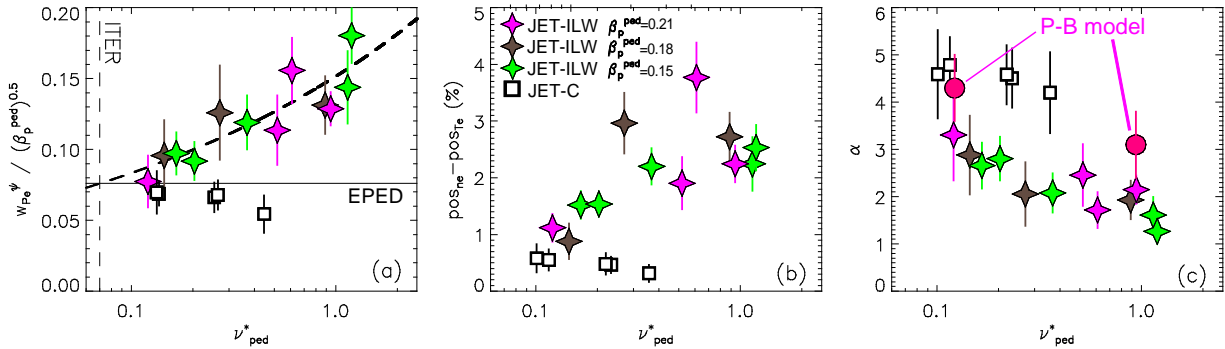 0.20
0.15
0.10
0.05
0.00
w_Pe^ψ / (β_p^ped)^0.5
ITER
EPED
(a)
0.1
1.0
ν*_ped
5
4
3
2
1
0
pos_ne−pos_Te (%)
JET-ILW β_p^ped=0.21
JET-ILW β_p^ped=0.18
JET-ILW β_p^ped=0.15
JET-C
(b)
0.1
1.0
ν*_ped
6
5
4
3
2
1
0
α
P-B model
(c)
0.1
1.0
ν*_ped